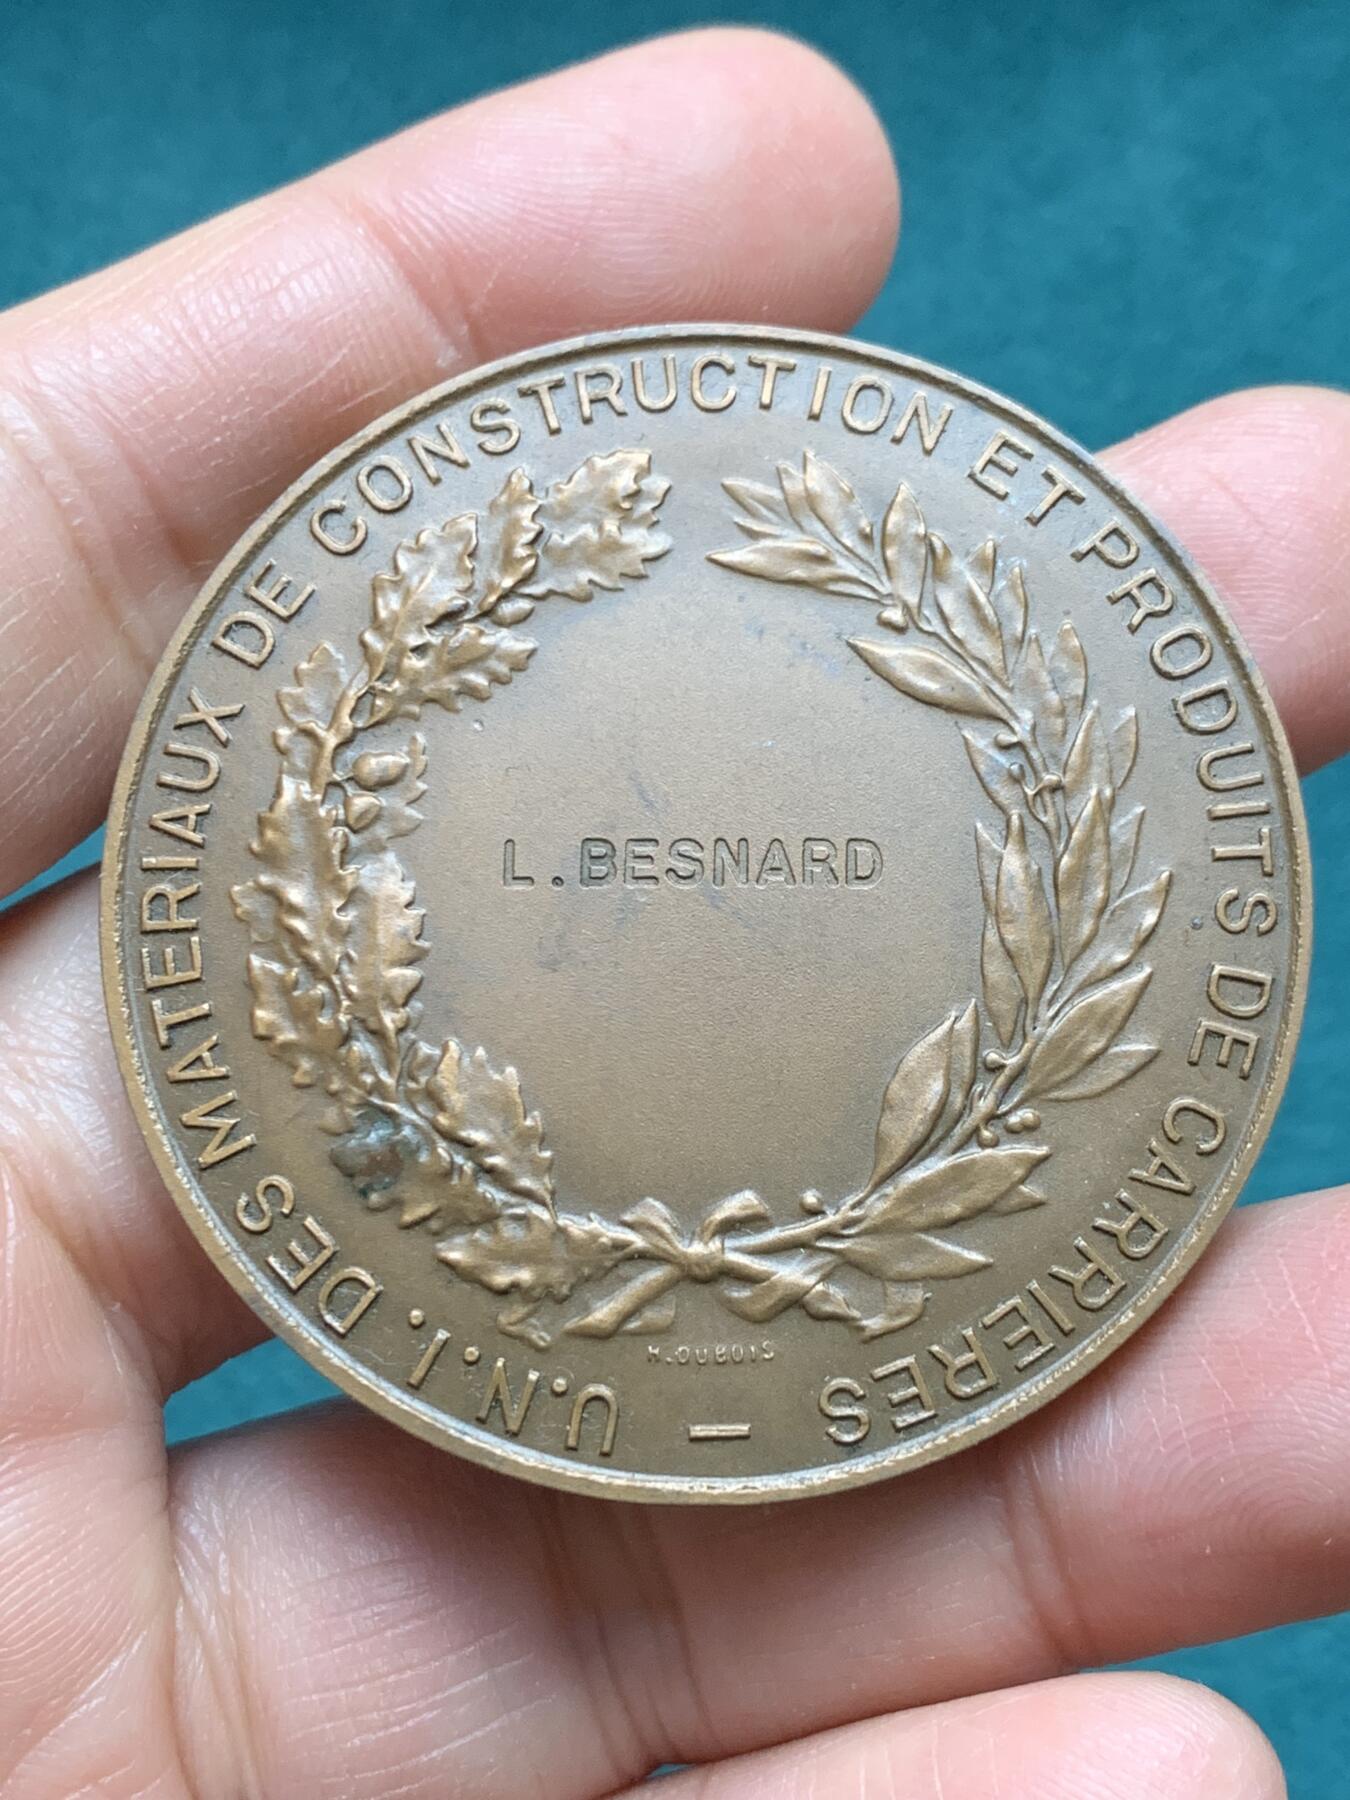 U.N.I. DES MATERIAUX DE CONSTRUCTION ET PRODUITS DE CARRIERES –
L. BESNARD
H. DUBOIS